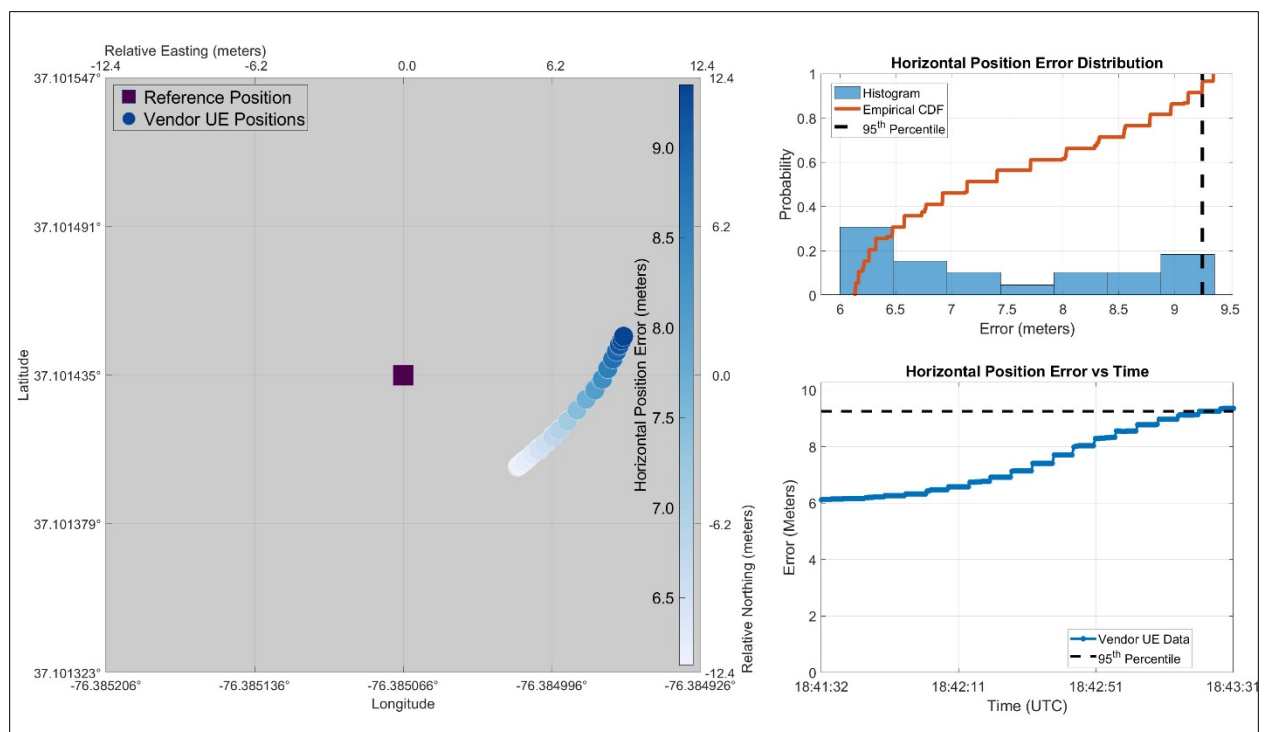 Relative Easting (meters)
-12.4 -6.2 0.0 6.2 12.4
37.101547° 12.4
Reference Position
Vendor UE Positions
9.0
37.101491° 6.2
8.5
Horizontal Position Error (meters)
8.0
Latitude
37.101435° 0.0
7.5
7.0
37.101379° -6.2
Relative Northing (meters)
6.5
37.101323° -12.4
-76.385206° -76.385136° -76.385066° -76.384996° -76.384926°
Longitude
Horizontal Position Error Distribution
1
Histogram
Empirical CDF
95th Percentile
0.8
0.6
Probability
0.4
0.2
0
6 6.5 7 7.5 8 8.5 9 9.5
Error (meters)
Horizontal Position Error vs Time
10
8
6
Error (Meters)
4
2
Vendor UE Data
95th Percentile
0
18:41:32 18:42:11 18:42:51 18:43:31
Time (UTC)